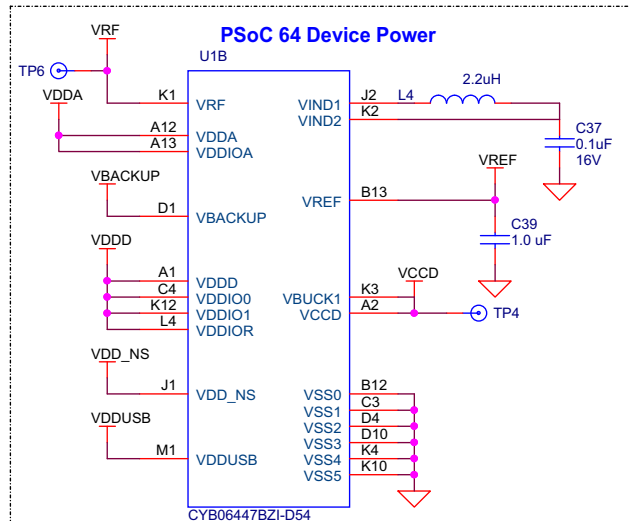 PSoC 64 Device Power
U1B
VRF
TP6
K1 VRF
VDDA
A12 VDDA
A13 VDDIOA
VBACKUP
D1 VBACKUP
VDDD
A1 VDDD
C4 VDDIO0
K12 VDDIO1
L4 VDDIOR
VDD_NS
J1 VDD_NS
VDDUSB
M1 VDDUSB
VIND1 J2 L4 2.2uH
VIND2 K2
C37
0.1uF
16V
VREF
VREF B13
C39
1.0 uF
VCCD
VBUCK1 K3
VCCD A2
TP4
VSS0 B12
VSS1 C3
VSS2 D4
VSS3 D10
VSS4 K4
VSS5 K10
CYB06447BZI-D54